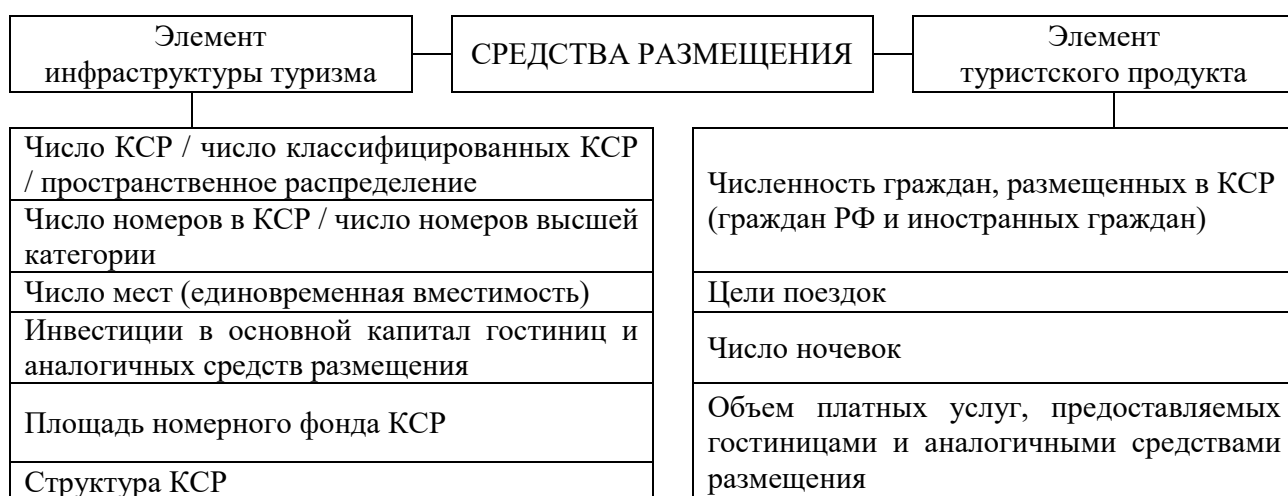 Элемент
инфраструктуры туризма
СРЕДСТВА РАЗМЕЩЕНИЯ
Элемент
туристского продукта
Число КСР / число классифицированных КСР
/ пространственное распределение
Число номеров в КСР / число номеров высшей
категории
Число мест (единовременная вместимость)
Инвестиции в основной капитал гостиниц и
аналогичных средств размещения
Площадь номерного фонда КСР
Структура КСР
Численность граждан, размещенных в КСР
(граждан РФ и иностранных граждан)
Цели поездок
Число ночевок
Объем платных услуг, предоставляемых
гостиницами и аналогичными средствами
размещения